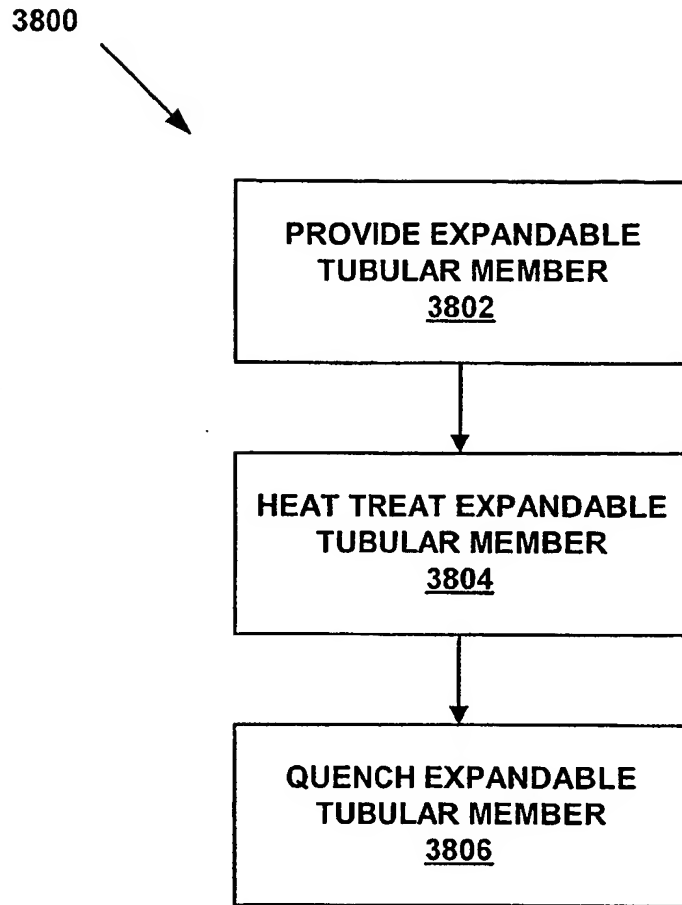 3800
PROVIDE EXPANDABLE
TUBULAR MEMBER
3802
HEAT TREAT EXPANDABLE
TUBULAR MEMBER
3804
QUENCH EXPANDABLE
TUBULAR MEMBER
3806